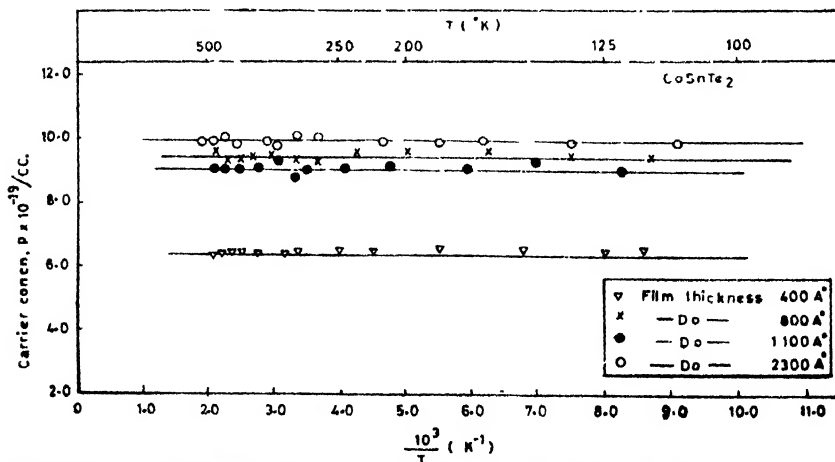 T (°K)
500 250 200 125 100
CoSnTe2
12.0
10.0
8.0
6.0
4.0
2.0
Carrier concn. P x 10^-19/CC.
▽ Film thickness 400 A°
x — Do — 800 A°
● — Do — 1100 A°
○ — Do — 2300 A°
0 1.0 2.0 3.0 4.0 5.0 6.0 7.0 8.0 9.0 10.0 11.0
10^3/T (K^-1)